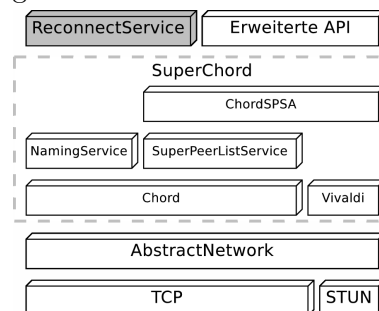 ReconnectService Erweiterte API
SuperChord
ChordSPSA
NamingService SuperPeerListService
Chord Vivaldi
AbstractNetwork
TCP STUN